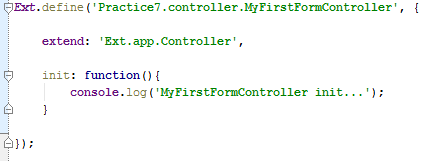 Ext.define('Practice7.controller.MyFirstFormController', {
extend: 'Ext.app.Controller',
init: function(){
console.log('MyFirstFormController init...');
}
});